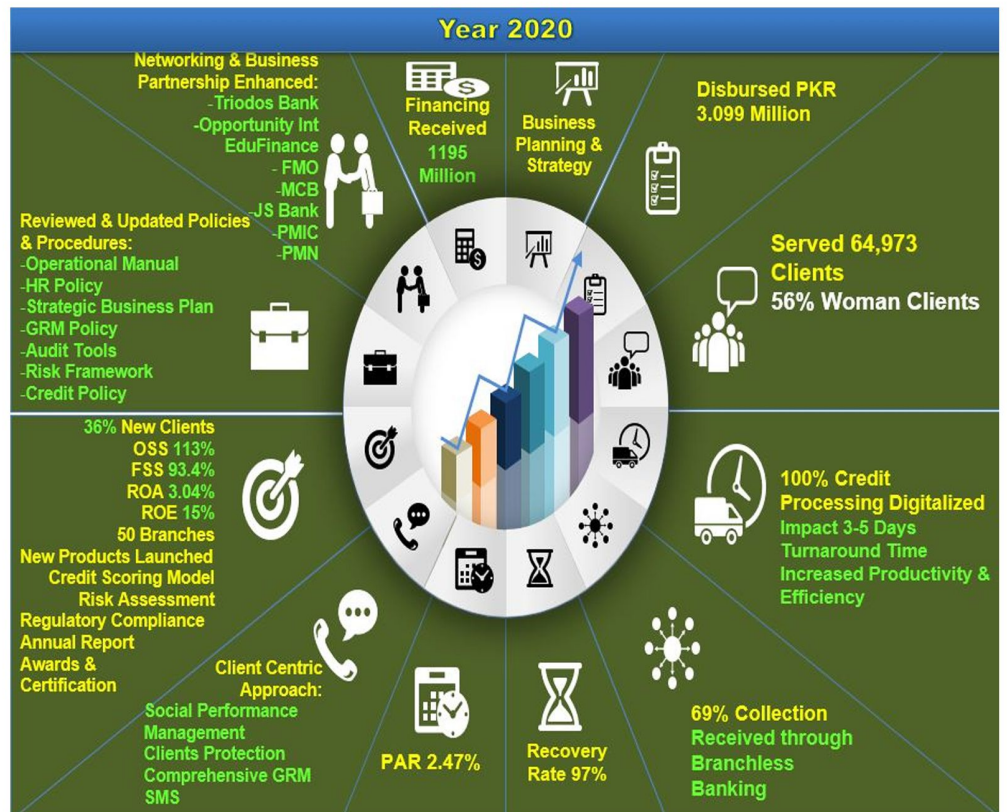 Year 2020
Networking & Business
Partnership Enhanced:
-Triodos Bank
-Opportunity Int
EduFinance
- FMO
-MCB
-JS Bank
-PMIC
-PMN
Financing
Received
1195
Million
Business
Planning &
Strategy
Disbursed PKR
3.099 Million
Served 64,973
Clients
56% Woman Clients
Reviewed & Updated Policies
& Procedures:
-Operational Manual
-HR Policy
-Strategic Business Plan
-GRM Policy
-Audit Tools
-Risk Framework
-Credit Policy
36% New Clients
OSS 113%
FSS 93.4%
ROA 3.04%
ROE 15%
50 Branches
New Products Launched
Credit Scoring Model
Risk Assessment
Regulatory Compliance
Annual Report
Awards &
Certification
100% Credit
Processing Digitalized
Impact 3-5 Days
Turnaround Time
Increased Productivity &
Efficiency
Client Centric
Approach:
Social Performance
Management
Clients Protection
Comprehensive GRM
SMS
PAR 2.47%
Recovery
Rate 97%
69% Collection
Received through
Branchless
Banking